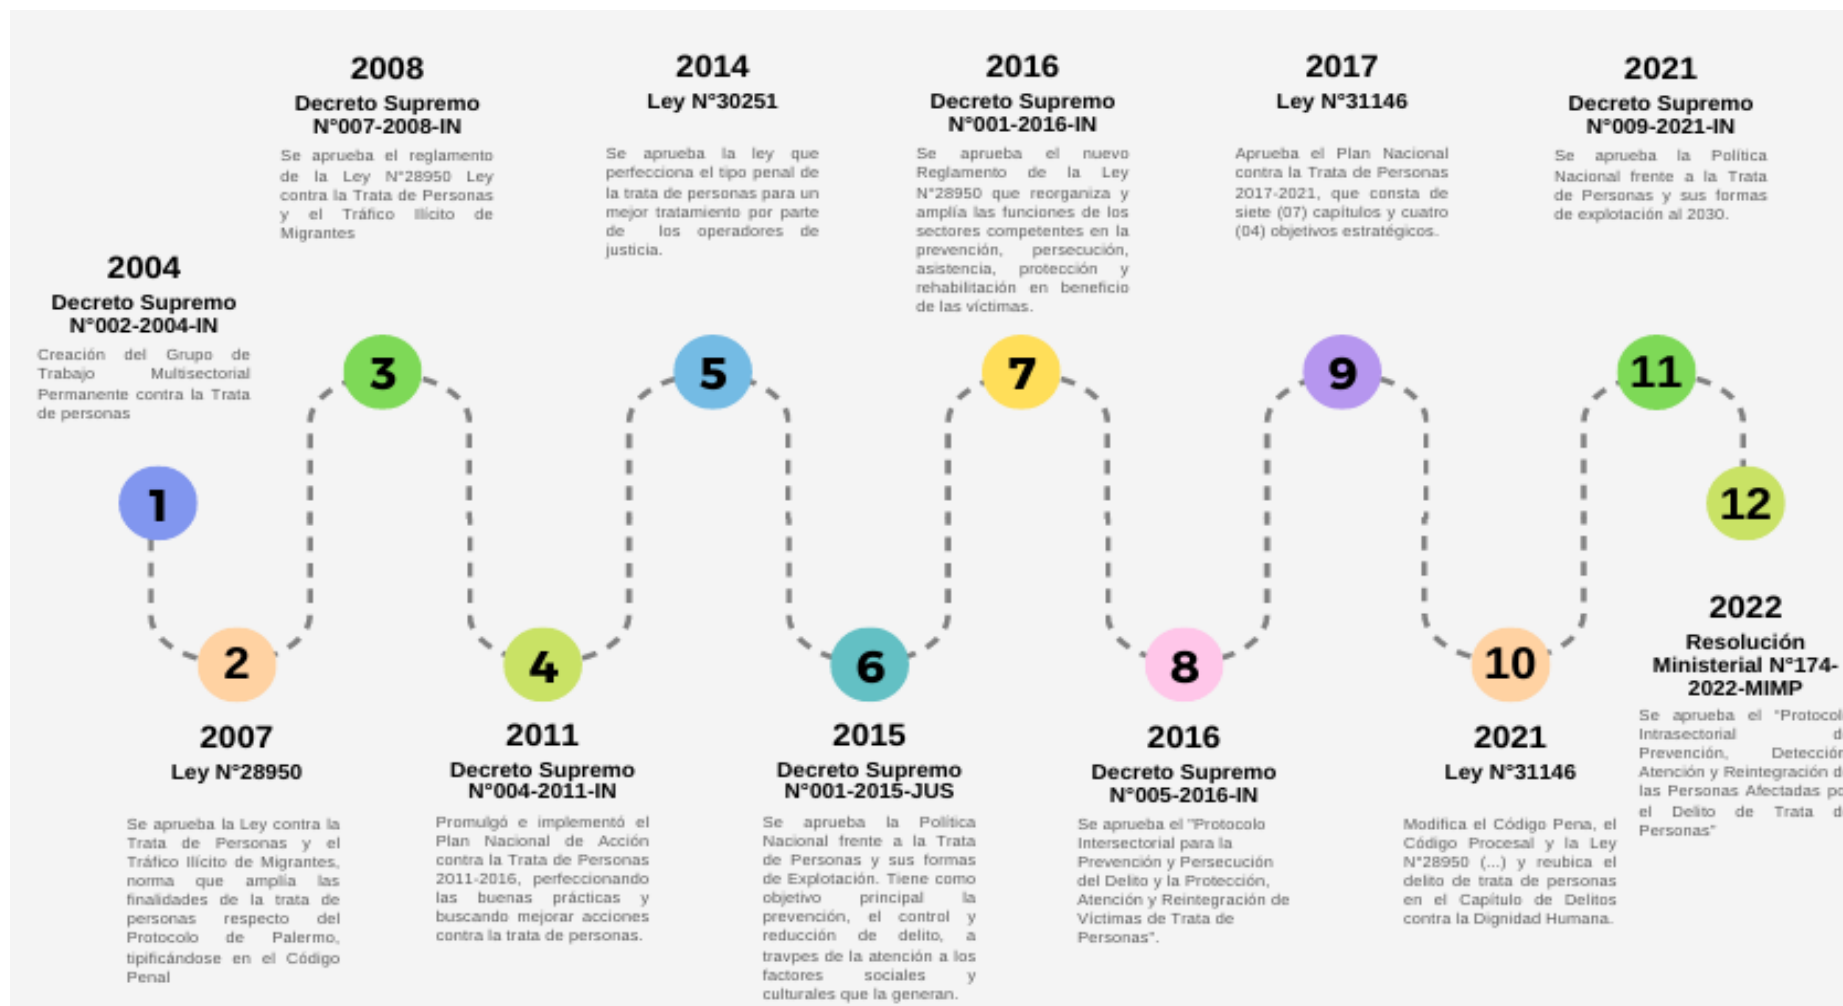 2004
Decreto Supremo
N°002-2004-IN
Creación del Grupo de
Trabajo Multisectorial
Permanente contra la Trata
de personas
1
2
2007
Ley N°28950
Se aprueba la Ley contra la
Trata de Personas y el
Tráfico Ilícito de Migrantes,
norma que amplía las
finalidades de la trata de
personas respecto del
Protocolo de Palermo,
tipificándose en el Código
Penal
2008
Decreto Supremo
N°007-2008-IN
Se aprueba el reglamento
de la Ley N°28950 Ley
contra la Trata de Personas
y el Tráfico Ilícito de
Migrantes
3
4
2011
Decreto Supremo
N°004-2011-IN
Promulgó e implementó el
Plan Nacional de Acción
contra la Trata de Personas
2011-2016, perfeccionando
las buenas prácticas y
buscando mejorar acciones
contra la trata de personas.
2014
Ley N°30251
Se aprueba la ley que
perfecciona el tipo penal de
la trata de personas para un
mejor tratamiento por parte
de los operadores de
justicia.
5
6
2015
Decreto Supremo
N°001-2015-JUS
Se aprueba la Política
Nacional frente a la Trata
de Personas y sus formas
de Explotación. Tiene como
objetivo principal la
prevención, el control y
reducción de delito, a
travpes de la atención a los
factores sociales y
culturales que la generan.
2016
Decreto Supremo
N°001-2016-IN
Se aprueba el nuevo
Reglamento de la Ley
N°28950 que reorganiza y
amplía las funciones de los
sectores competentes en la
prevención, persecución,
asistencia, protección y
rehabilitación en beneficio
de las víctimas.
7
8
2016
Decreto Supremo
N°005-2016-IN
Se aprueba el "Protocolo
Intersectorial para la
Prevención y Persecución
del Delito y la Protección,
Atención y Reintegración de
Víctimas de Trata de
Personas".
2017
Ley N°31146
Aprueba el Plan Nacional
contra la Trata de Personas
2017-2021, que consta de
siete (07) capítulos y cuatro
(04) objetivos estratégicos.
9
10
2021
Ley N°31146
Modifica el Código Pena, el
Código Procesal y la Ley
N°28950 (...) y reubica el
delito de trata de personas
en el Capítulo de Delitos
contra la Dignidad Humana.
2021
Decreto Supremo
N°009-2021-IN
Se aprueba la Política
Nacional frente a la Trata
de Personas y sus formas
de explotación al 2030.
11
12
2022
Resolución
Ministerial N°174-
2022-MIMP
Se aprueba el "Protocol
Intrasectorial d
Prevención, Detección
Atención y Reintegración d
las Personas Afectadas po
el Delito de Trata d
Personas"